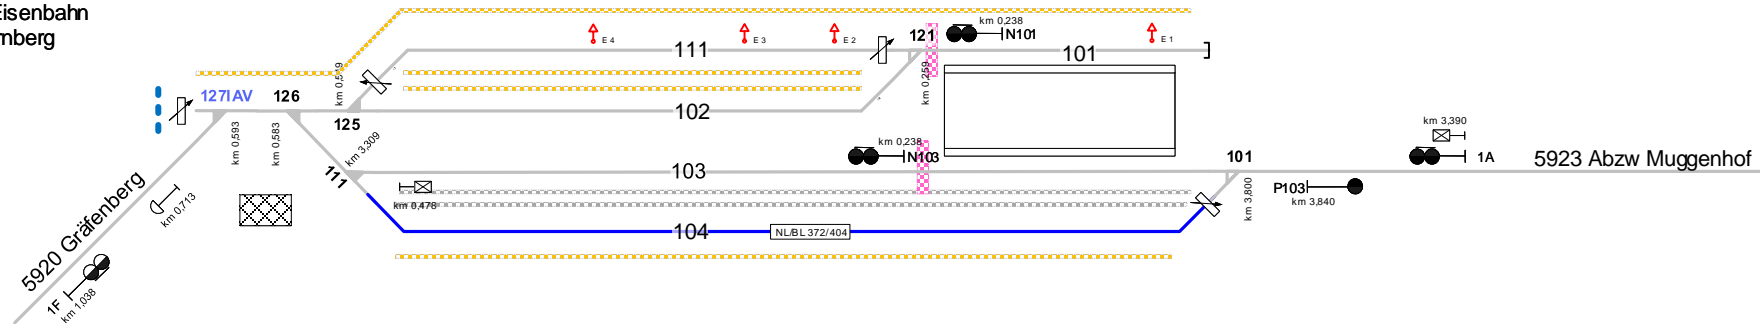 Eisenbahn
rnberg
km 0,238
N101
E 4
E 3
E 2
E 1
111
121
101
km 0,519
km 0,259
127IAV
126
125
102
km 0,593
km 0,583
km 3,309
km 0,238
N103
km 3,390
1A
5923 Abzw Muggenhof
101
103
111
P103
km 3,840
km 3,800
km 0,478
km 0,713
104
NL/BL 372/404
5920 Gräfenberg
1F
km 1,038